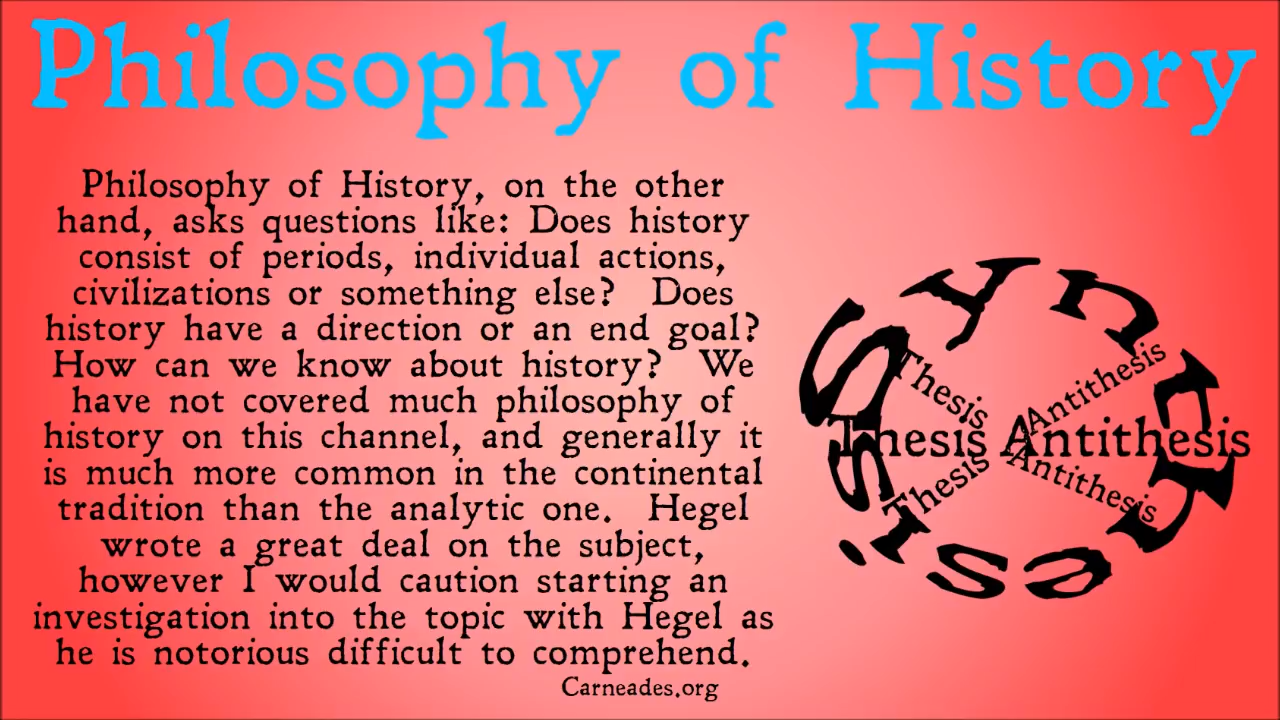 Philosophy of History
Philosophy of History, on the other
hand, asks questions like: Does history
consist of periods, individual actions,
civilizations or something else? Does
history have a direction or an end goal?
How can we know about history? We
have not covered much philosophy of
history on this channel, and generally it
is much more common in the continental
tradition than the analytic one. Hegel
wrote a great deal on the subject,
however I would caution starting an
investigation into the topic with Hegel as
he is notorious difficult to comprehend.
Carneades.org
Synthesis
Thesis Antithesis
Thesis Antithesis
Thesis Antithesis